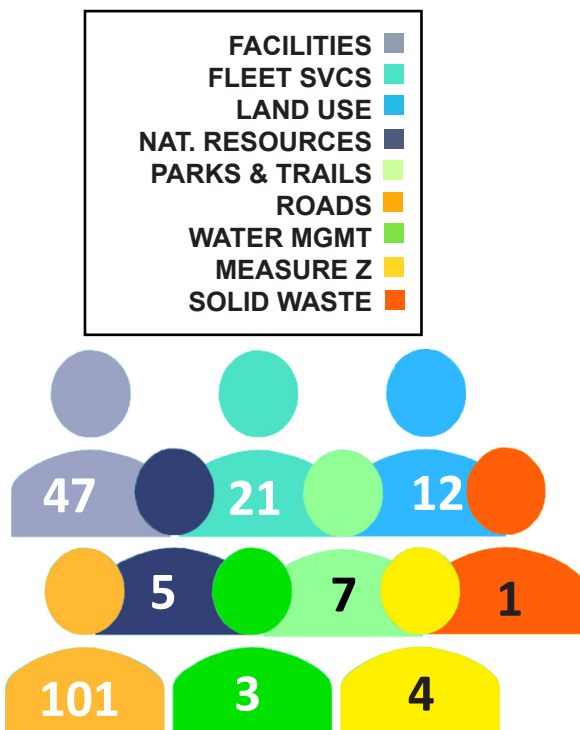 FACILITIES
FLEET SVCS
LAND USE
NAT. RESOURCES
PARKS & TRAILS
ROADS
WATER MGMT
MEASURE Z
SOLID WASTE
47 21 12
5 7 1
101 3 4